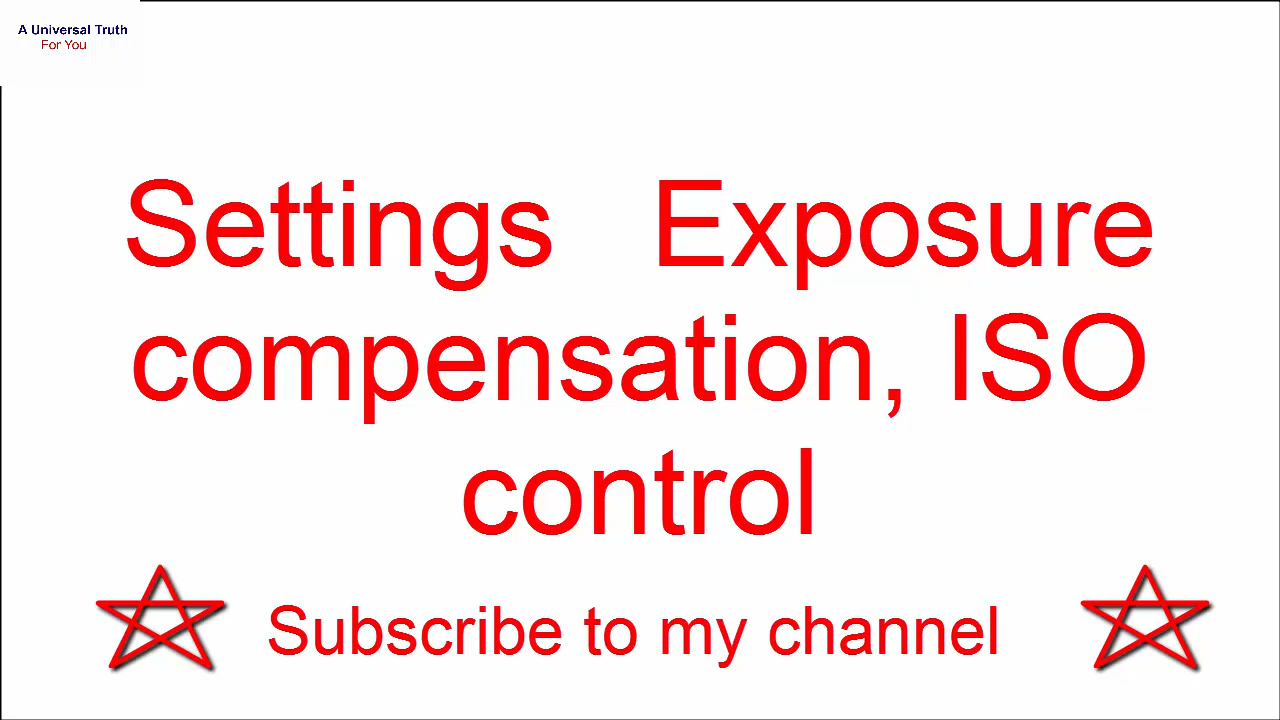 A Universal Truth
For You
Settings   Exposure
compensation, ISO
control
Subscribe to my channel